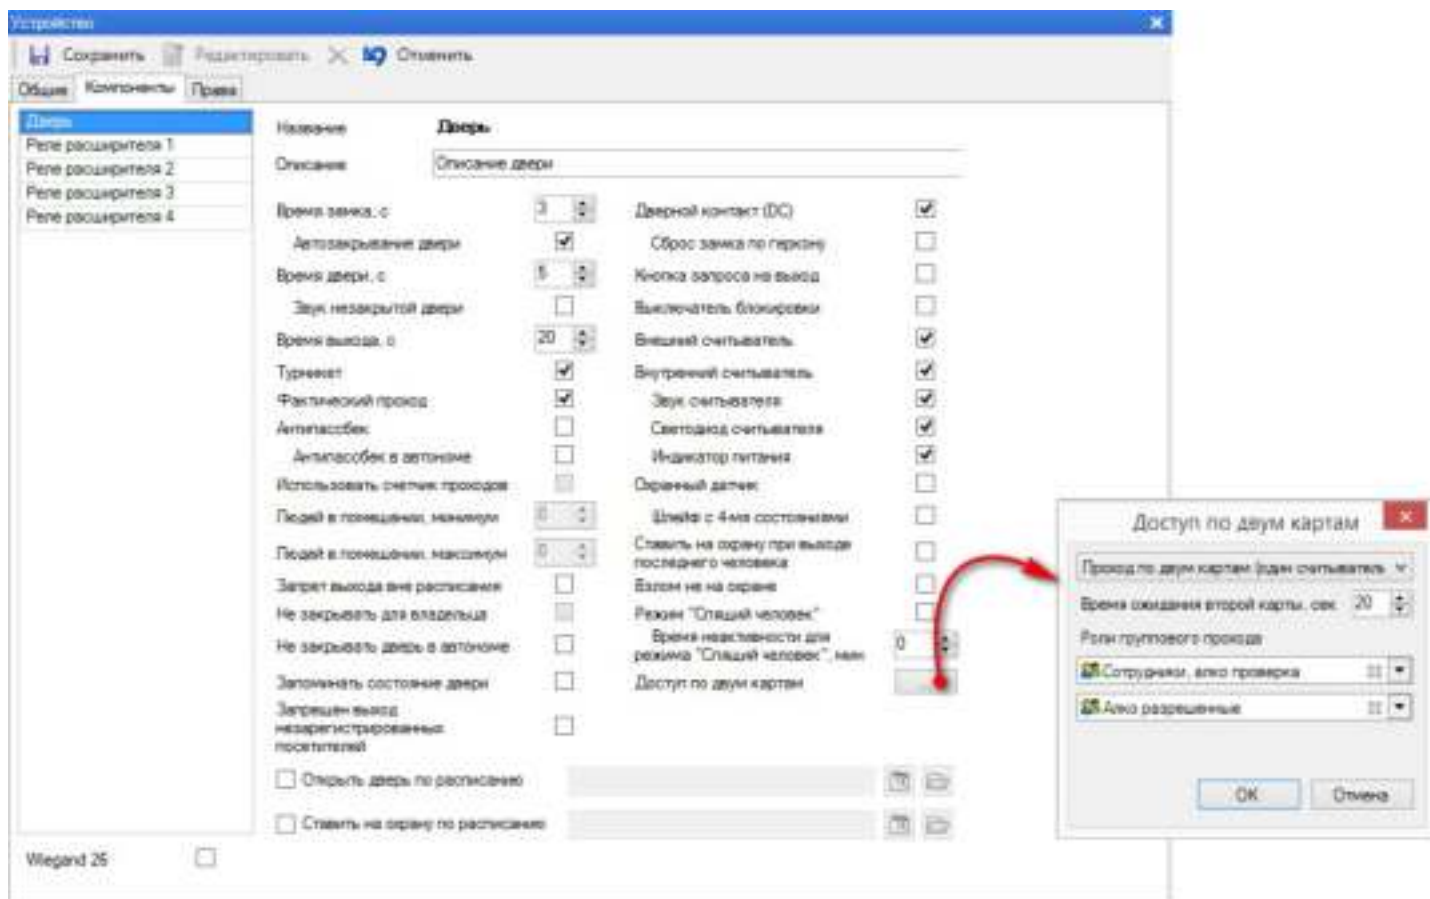 Устройство
Сохранить Редактировать Отменить
Общие Компоненты Права
Дверь
Реле расширителя 1
Реле расширителя 2
Реле расширителя 3
Реле расширителя 4
Название Дверь
Описание Описание двери
Время замка, с 3
Автозакрывание двери
Время двери, с 5
Звук незакрытой двери
Время выхода, с 20
Турникет
Фактический проход
Антипассбек
Антипассбек в автономе
Использовать счетчик проходов
Людей в помещении, минимум 0
Людей в помещении, максимум 0
Запрет выхода вне расписания
Не закрывать для владельца
Не закрывать дверь в автономе
Запоминать состояние двери
Запрещен выход
незарегистрированных
посетителей
Дверной контакт (DC)
Сброс замка по геркону
Кнопка запроса на выход
Выключатель блокировки
Внешний считыватель
Внутренний считыватель
Звук считывателя
Светодиод считывателя
Индикатор питания
Охранный датчик
Шлейф с 4-мя состояниями
Ставить на охрану при выходе
последнего человека
Взлом не на охране
Режим "Спящий человек"
Время неактивности для
режима "Спящий человек", мин 0
Доступ по двум картам ...
Открыть дверь по расписанию
Ставить на охрану по расписанию
Wiegand 26
Доступ по двум картам
Проход по двум картам (один считыватель
Время ожидания второй карты, сек 20
Роли группового прохода
Сотрудники, алко проверка
Алко разрешенные
OK Отмена